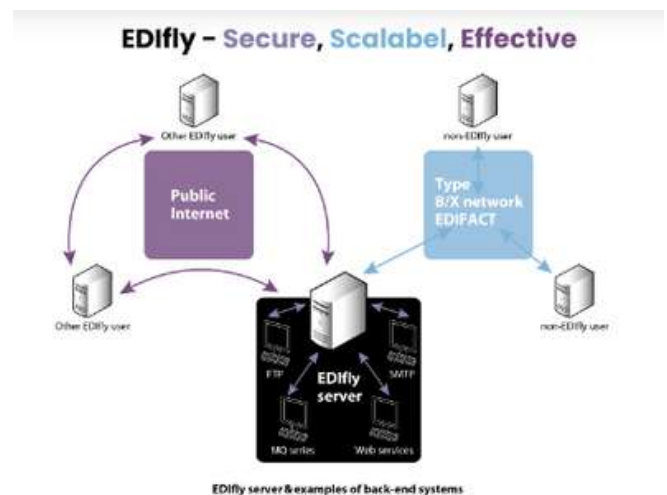 EDIfly - Secure, Scalabel, Effective
Other EDIfly user
non-EDIfly user
Public
Internet
Type
B/X network
EDIFACT
Other EDIfly user
non-EDIfly user
FTP
SMTP
EDIfly
server
MQ series
Web services
EDIfly server & examples of back-end systems